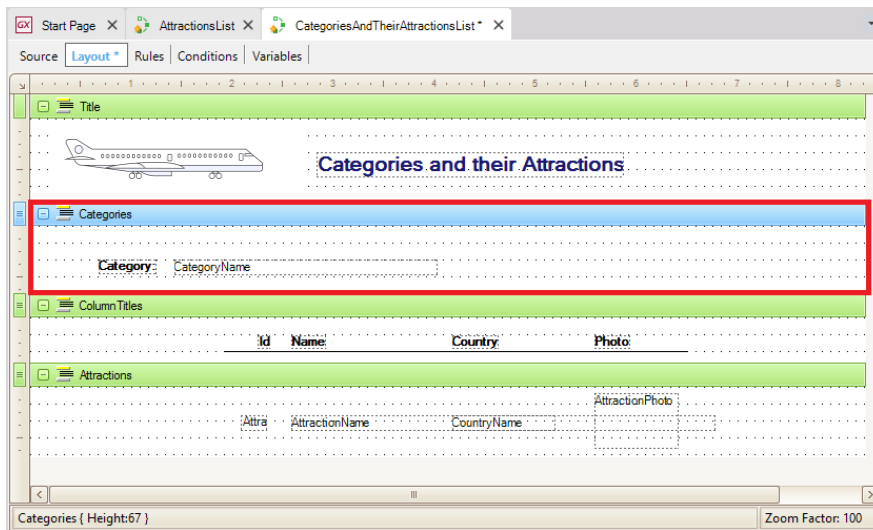 GX Start Page X AttractionsList X CategoriesAndTheirAttractionsList * X
Source Layout * Rules Conditions Variables
1 2 3 4 5 6 7 8
Title
Categories and their Attractions
Categories
Category: CategoryName
ColumnTitles
Id Name Country Photo
Attractions
AttractionPhoto
Attra AttractionName CountryName
Categories { Height:67 } Zoom Factor: 100